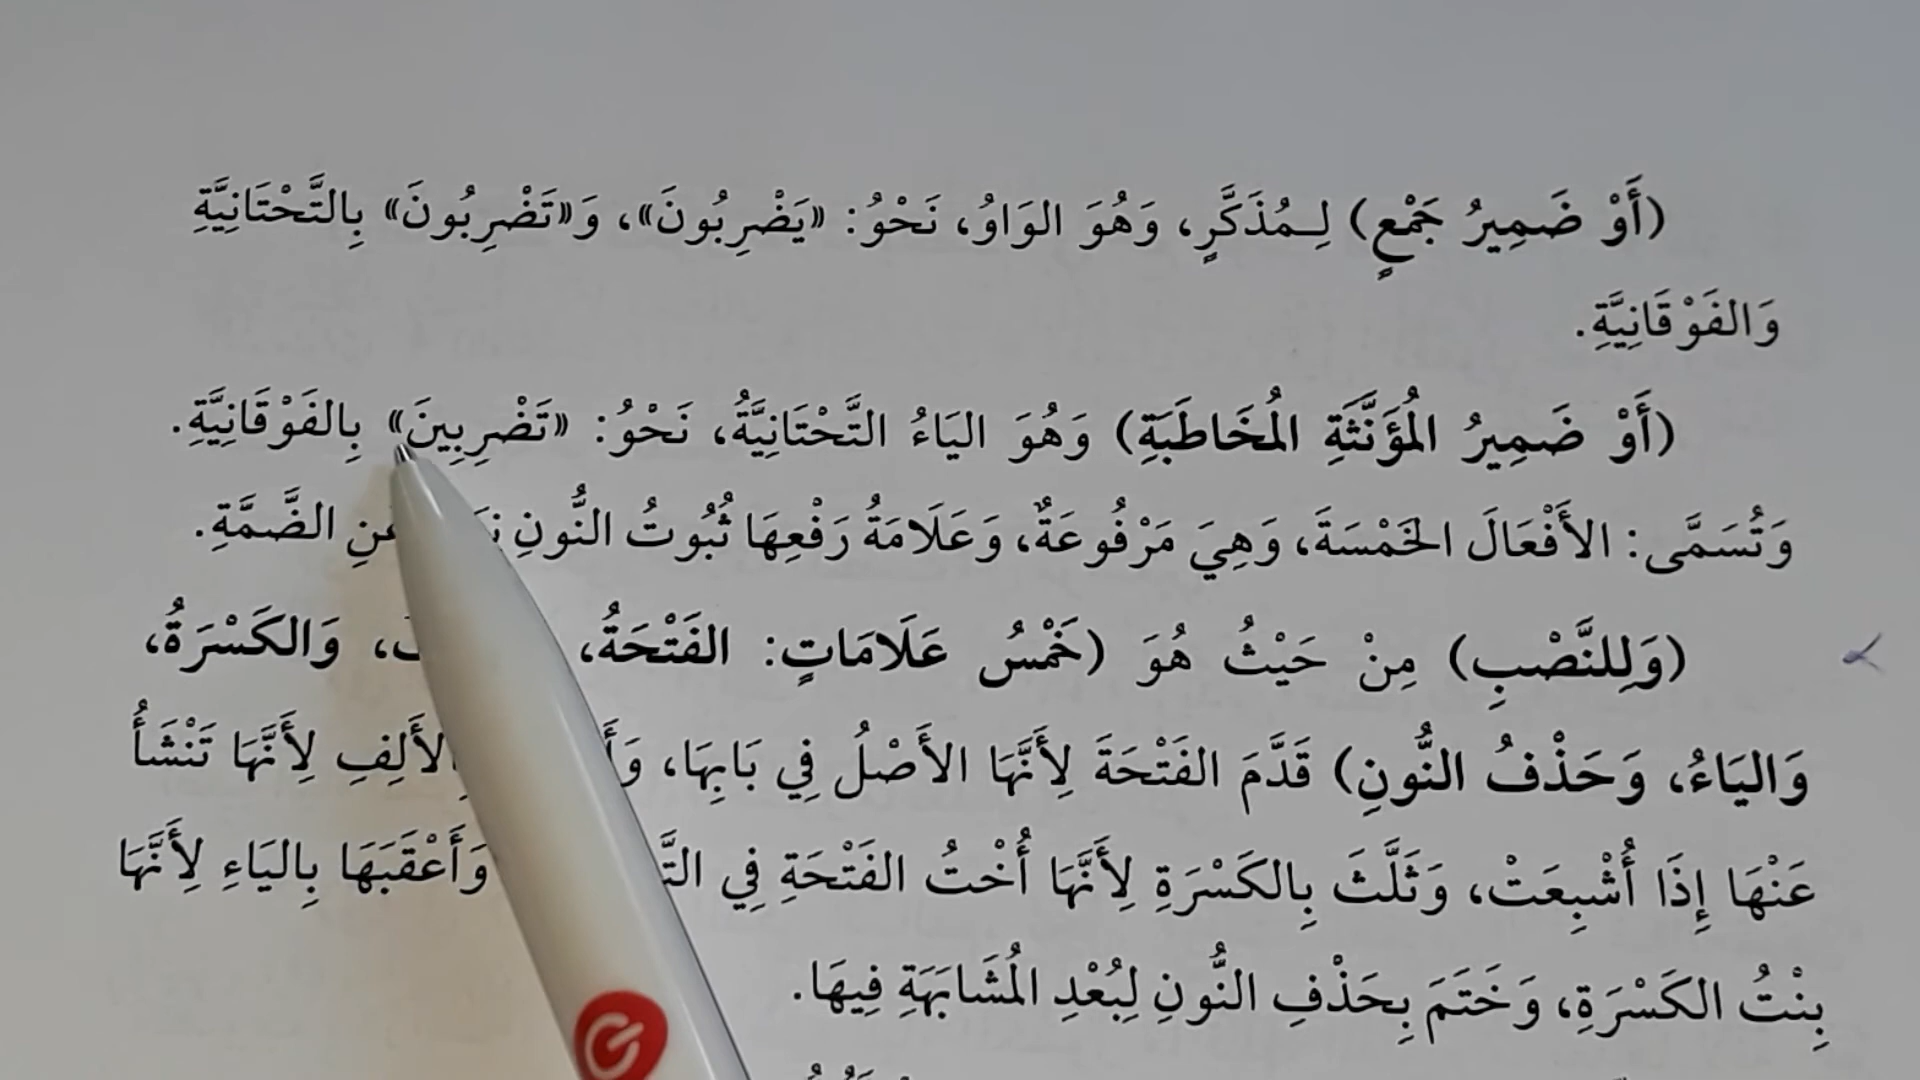 (أَوْ ضَمِيرُ جَمْعٍ) لِـمُذَكَّرٍ، وَهُوَ الوَاوُ، نَحْوُ: «يَضْرِبُونَ»، وَ«تَضْرِبُونَ» بِالتَّحْتَانِيَّةِ
وَالفَوْقَانِيَّةِ.
(أَوْ ضَمِيرُ المُؤَنَّثَةِ المُخَاطَبَةِ) وَهُوَ اليَاءُ التَّحْتَانِيَّةُ، نَحْوُ: «تَضْرِبِينَ» بِالفَوْقَانِيَّةِ.
وَتُسَمَّى: الأَفْعَالَ الخَمْسَةَ، وَهِيَ مَرْفُوعَةٌ، وَعَلَامَةُ رَفْعِهَا ثُبُوتُ النُّونِ عَنِ الضَّمَّةِ.
(وَلِلنَّصْبِ) مِنْ حَيْثُ هُوَ (خَمْسُ عَلَامَاتٍ: الفَتْحَةُ، وَالكَسْرَةُ،
وَاليَاءُ، وَحَذْفُ النُّونِ) قَدَّمَ الفَتْحَةَ لِأَنَّهَا الأَصْلُ فِي بَابِهَا، لِأَنَّهَا تَنْشَأُ
عَنْهَا إِذَا أُشْبِعَتْ، وَثَلَّثَ بِالكَسْرَةِ لِأَنَّهَا أُخْتُ الفَتْحَةِ فِي وَأَعْقَبَهَا بِاليَاءِ لِأَنَّهَا
بِنْتُ الكَسْرَةِ، وَخَتَمَ بِحَذْفِ النُّونِ لِبُعْدِ المُشَابَهَةِ فِيهَا.